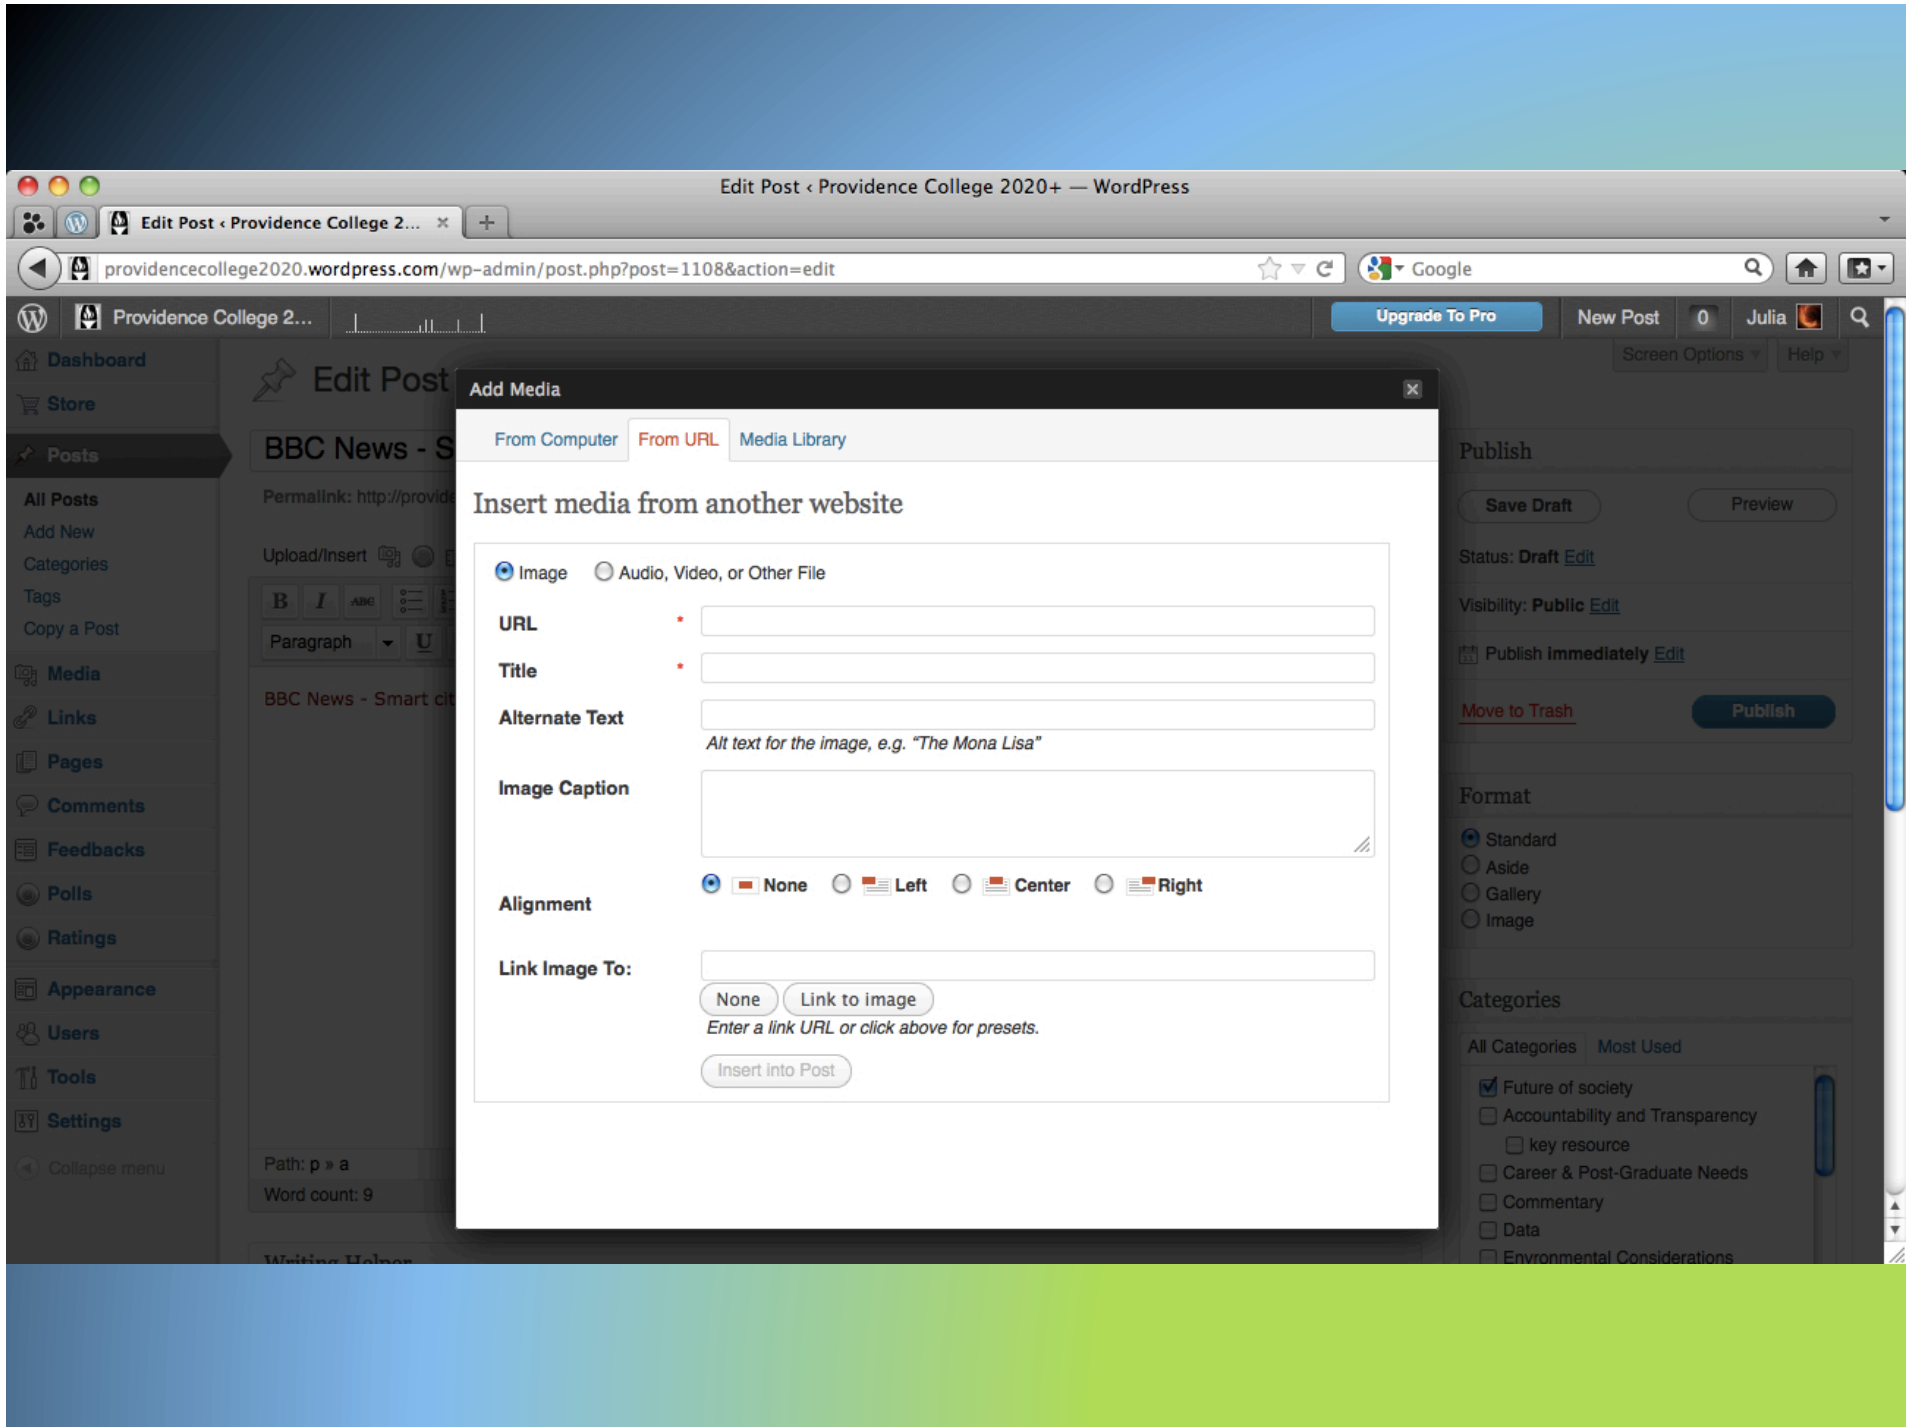 Edit Post ‹ Providence College 2020+ — WordPress
Edit Post ‹ Providence College 2...
providencecollege2020.wordpress.com/wp-admin/post.php?post=1108&action=edit
Google
Providence College 2...
Upgrade To Pro
New Post
0
Julia
Dashboard
Store
Posts
All Posts
Add New
Categories
Tags
Copy a Post
Media
Links
Pages
Comments
Feedbacks
Polls
Ratings
Appearance
Users
Tools
Settings
Collapse menu
Screen Options
Help
Edit Post
BBC News - S
Permalink: http://provide
Upload/Insert
B I ABC
Paragraph U
BBC News - Smart cit
Path: p » a
Word count: 9
Writing Helper
Add Media
From Computer
From URL
Media Library
Insert media from another website
Image
Audio, Video, or Other File
URL *
Title *
Alternate Text
Alt text for the image, e.g. “The Mona Lisa”
Image Caption
Alignment
None
Left
Center
Right
Link Image To:
None
Link to image
Enter a link URL or click above for presets.
Insert into Post
Publish
Save Draft
Preview
Status: Draft Edit
Visibility: Public Edit
Publish immediately Edit
Move to Trash
Publish
Format
Standard
Aside
Gallery
Image
Categories
All Categories
Most Used
Future of society
Accountability and Transparency
key resource
Career & Post-Graduate Needs
Commentary
Data
Envronmental Considerations